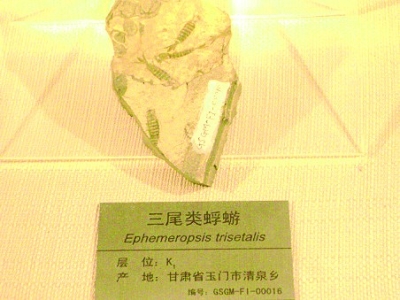 三尾类蜉蝣
Ephemeropsis trisetalis
层 位：K₁
产 地：甘肃省玉门市清泉乡
编号：GSGM-FI-00016